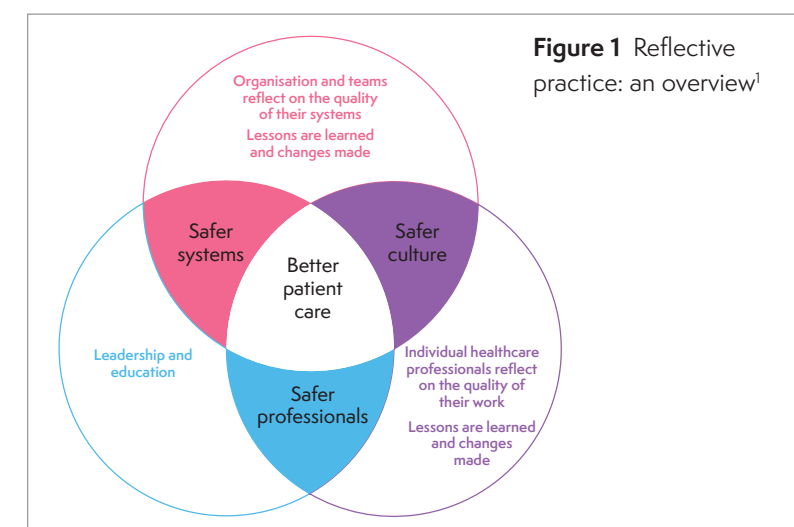 Figure 1 Reflective
practice: an overview¹
Organisation and teams
reflect on the quality
of their systems
Lessons are learned
and changes made
Safer
systems
Safer
culture
Better
patient
care
Leadership and
education
Individual healthcare
professionals reflect
on the quality of
their work
Lessons are learned
and changes
made
Safer
professionals